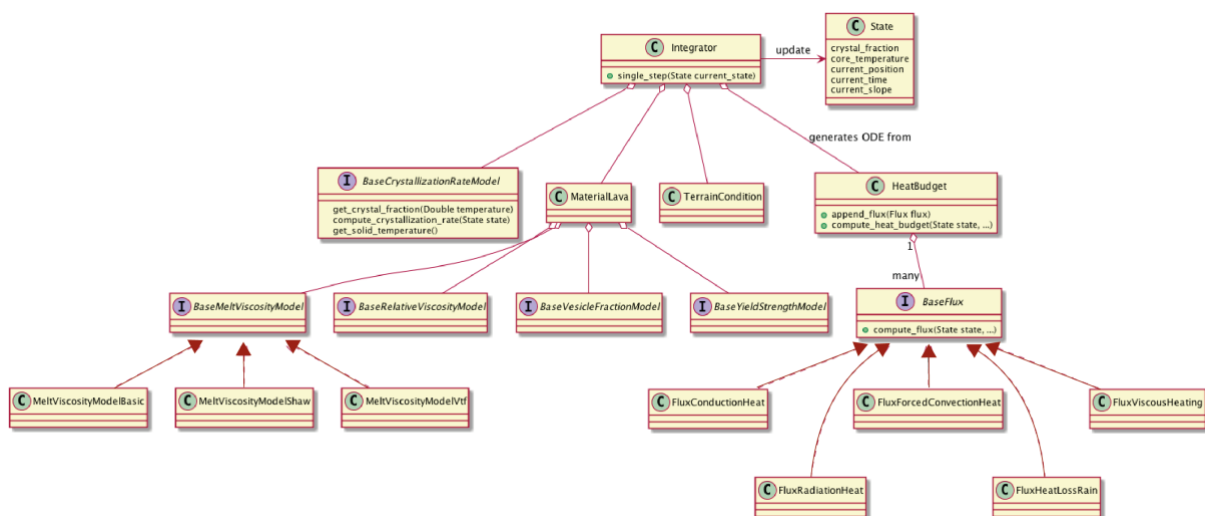 C State
crystal_fraction
core_temperature
current_position
current_time
current_slope
C Integrator
single_step(State current_state)
update
generates ODE from
I BaseCrystallizationRateModel
get_crystal_fraction(Double temperature)
compute_crystallization_rate(State state)
get_solid_temperature()
C MaterialLava
C TerrainCondition
C HeatBudget
append_flux(Flux flux)
compute_heat_budget(State state, ...)
1
many
I BaseMeltViscosityModel
I BaseRelativeViscosityModel
I BaseVesicleFractionModel
I BaseYieldStrengthModel
I BaseFlux
compute_flux(State state, ...)
C MeltViscosityModelBasic
C MeltViscosityModelShaw
C MeltViscosityModelVtf
C FluxConductionHeat
C FluxForcedConvectionHeat
C FluxViscousHeating
C FluxRadiationHeat
C FluxHeatLossRain